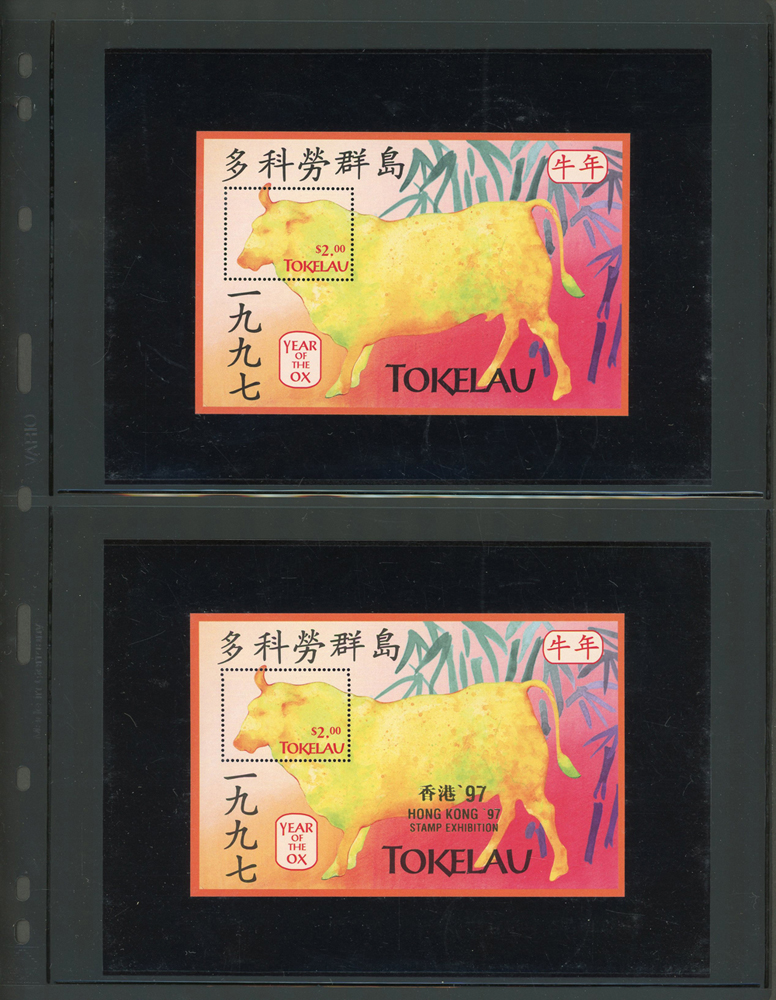 多科勞群島
牛年
$2.00
TOKELAU
一九九七
YEAR
OF
THE
OX
TOKELAU
VARIO
多科勞群島
牛年
$2.00
TOKELAU
一九九七
香港'97
HONG KONG '97
STAMP EXHIBITION
YEAR
OF
THE
OX
TOKELAU